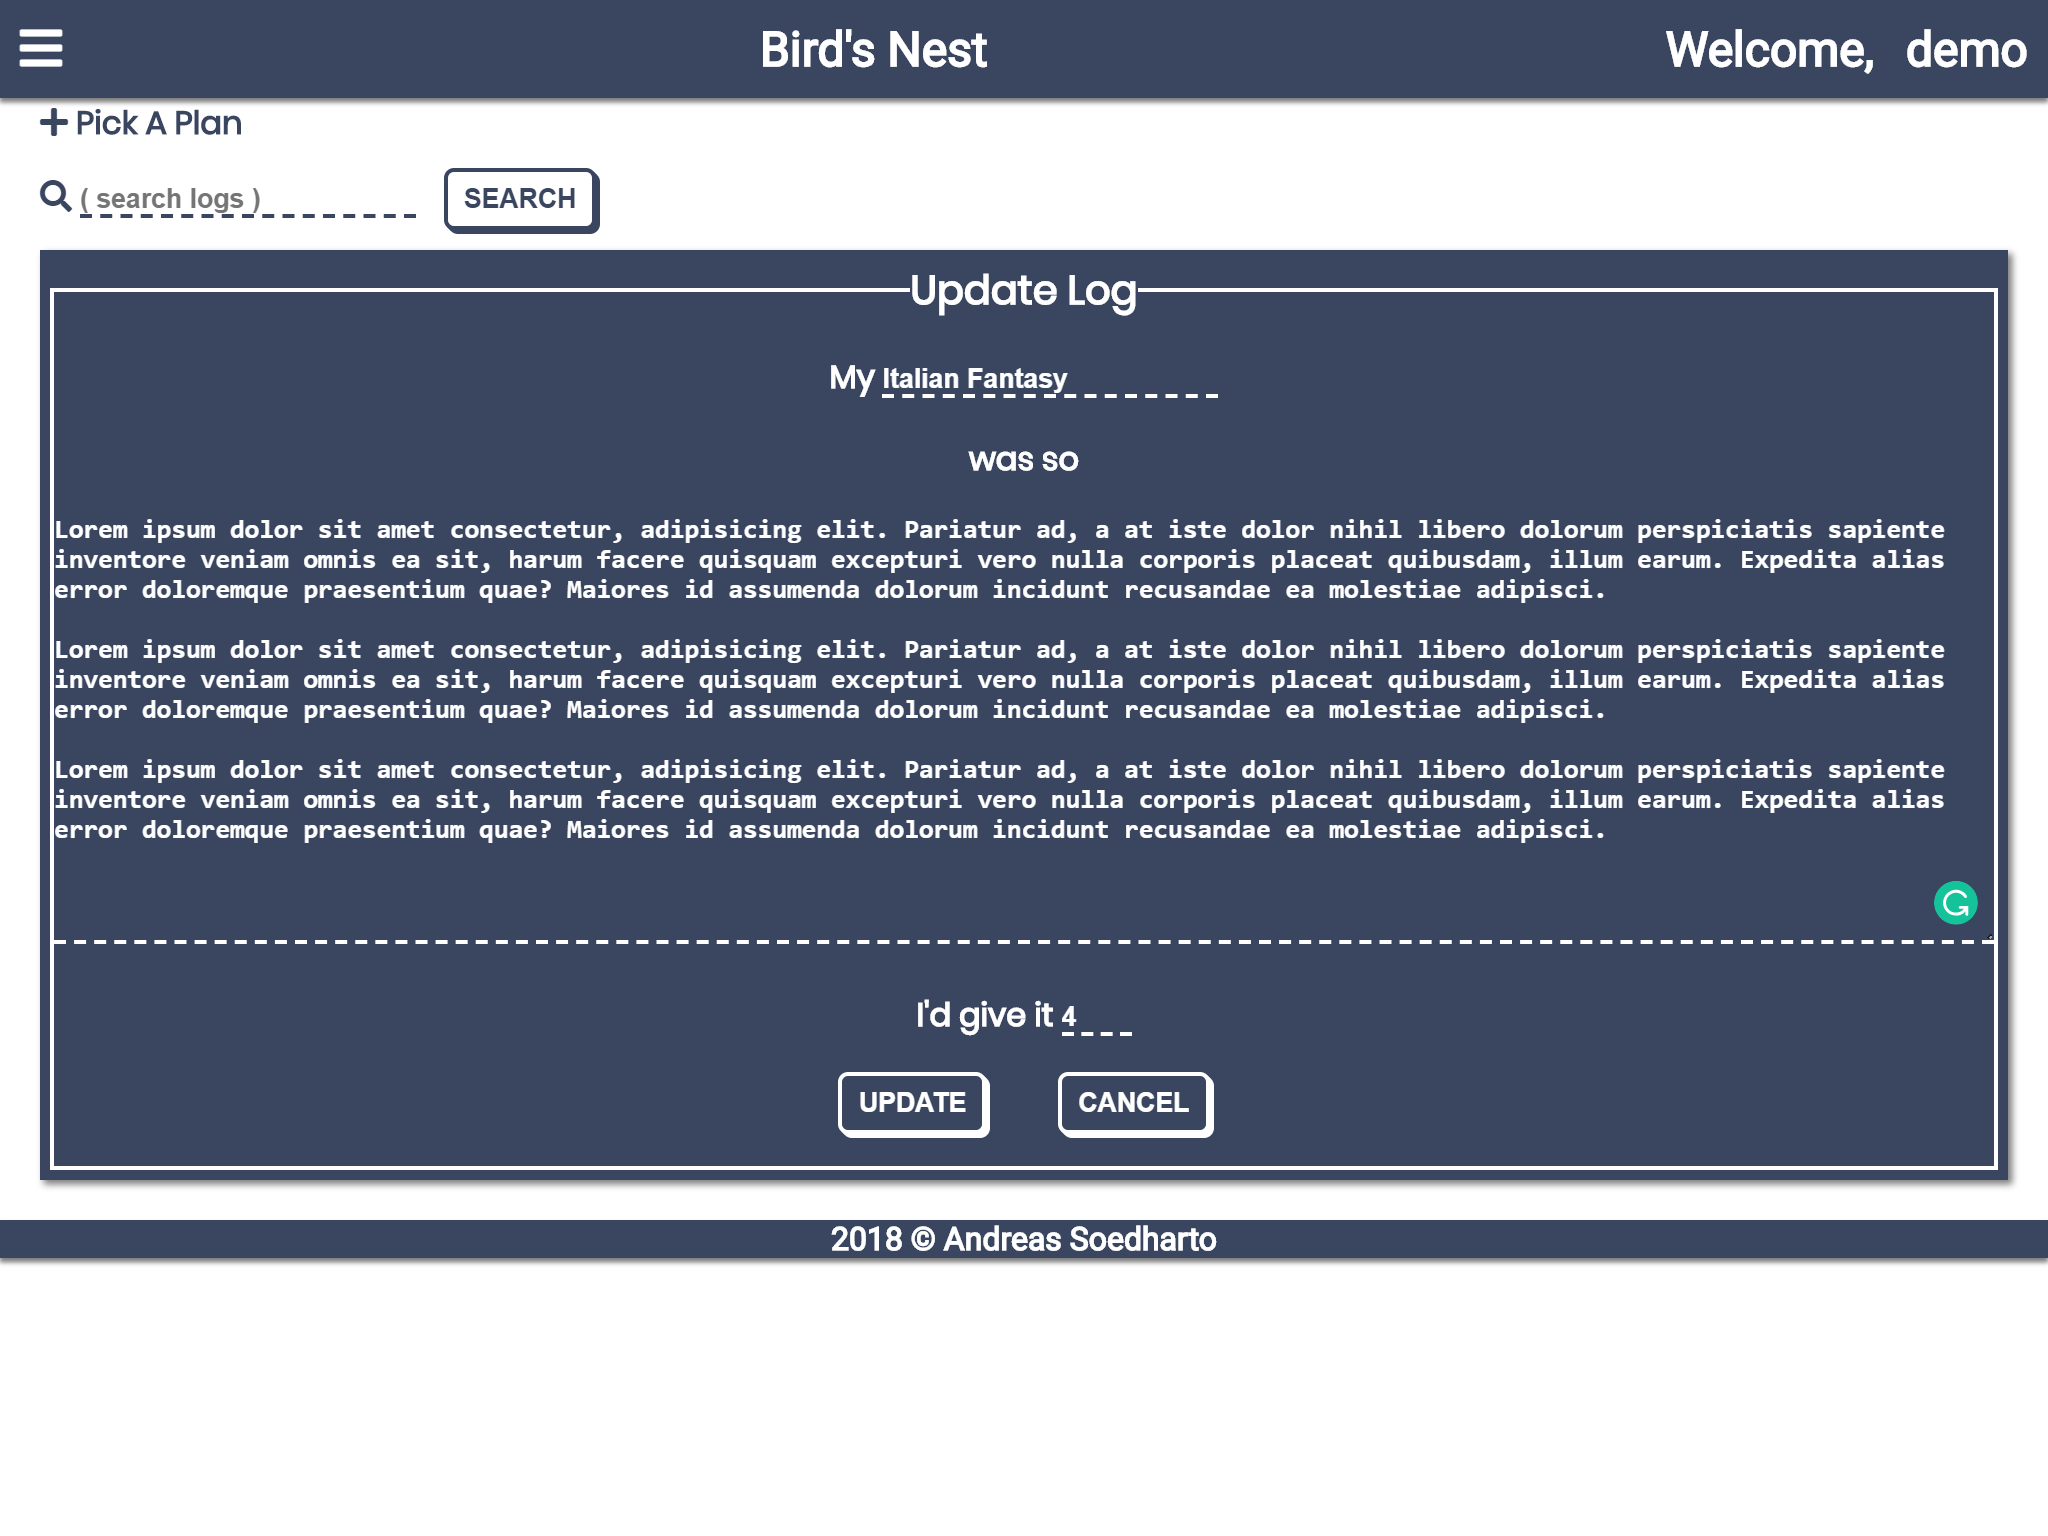 Bird's Nest
Welcome, demo
Pick A Plan
( search logs )
SEARCH
Update Log
My Italian Fantasy
was so
Lorem ipsum dolor sit amet consectetur, adipisicing elit. Pariatur ad, a at iste dolor nihil libero dolorum perspiciatis sapiente
inventore veniam omnis ea sit, harum facere quisquam excepturi vero nulla corporis placeat quibusdam, illum earum. Expedita alias
error doloremque praesentium quae? Maiores id assumenda dolorum incidunt recusandae ea molestiae adipisci.
Lorem ipsum dolor sit amet consectetur, adipisicing elit. Pariatur ad, a at iste dolor nihil libero dolorum perspiciatis sapiente
inventore veniam omnis ea sit, harum facere quisquam excepturi vero nulla corporis placeat quibusdam, illum earum. Expedita alias
error doloremque praesentium quae? Maiores id assumenda dolorum incidunt recusandae ea molestiae adipisci.
Lorem ipsum dolor sit amet consectetur, adipisicing elit. Pariatur ad, a at iste dolor nihil libero dolorum perspiciatis sapiente
inventore veniam omnis ea sit, harum facere quisquam excepturi vero nulla corporis placeat quibusdam, illum earum. Expedita alias
error doloremque praesentium quae? Maiores id assumenda dolorum incidunt recusandae ea molestiae adipisci.
I'd give it 4
UPDATE
CANCEL
2018 © Andreas Soedharto